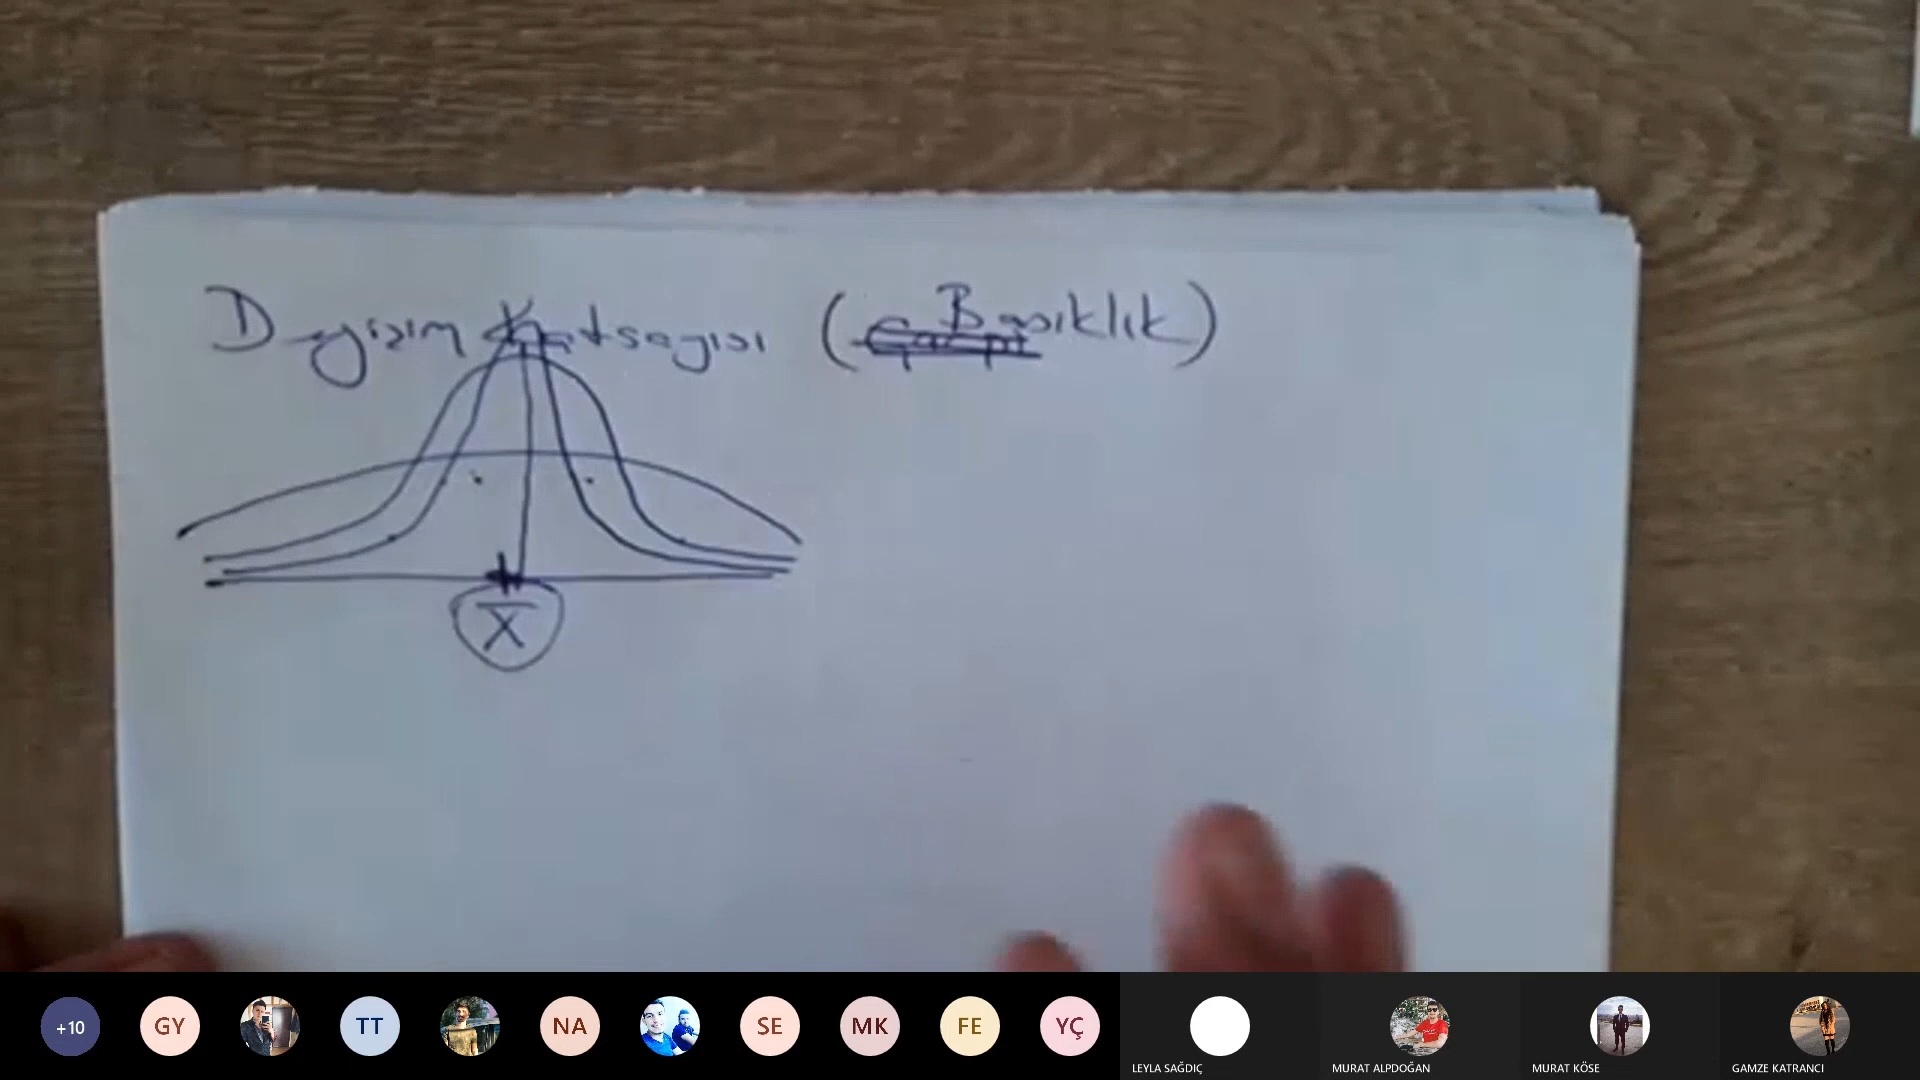 Değişim Katsayısı (Çarpı Basıklık)
X̄
+10
GY
TT
NA
SE
MK
FE
YÇ
LEYLA SAĞDIÇ
MURAT ALPDOĞAN
MURAT KÖSE
GAMZE KATRANCI